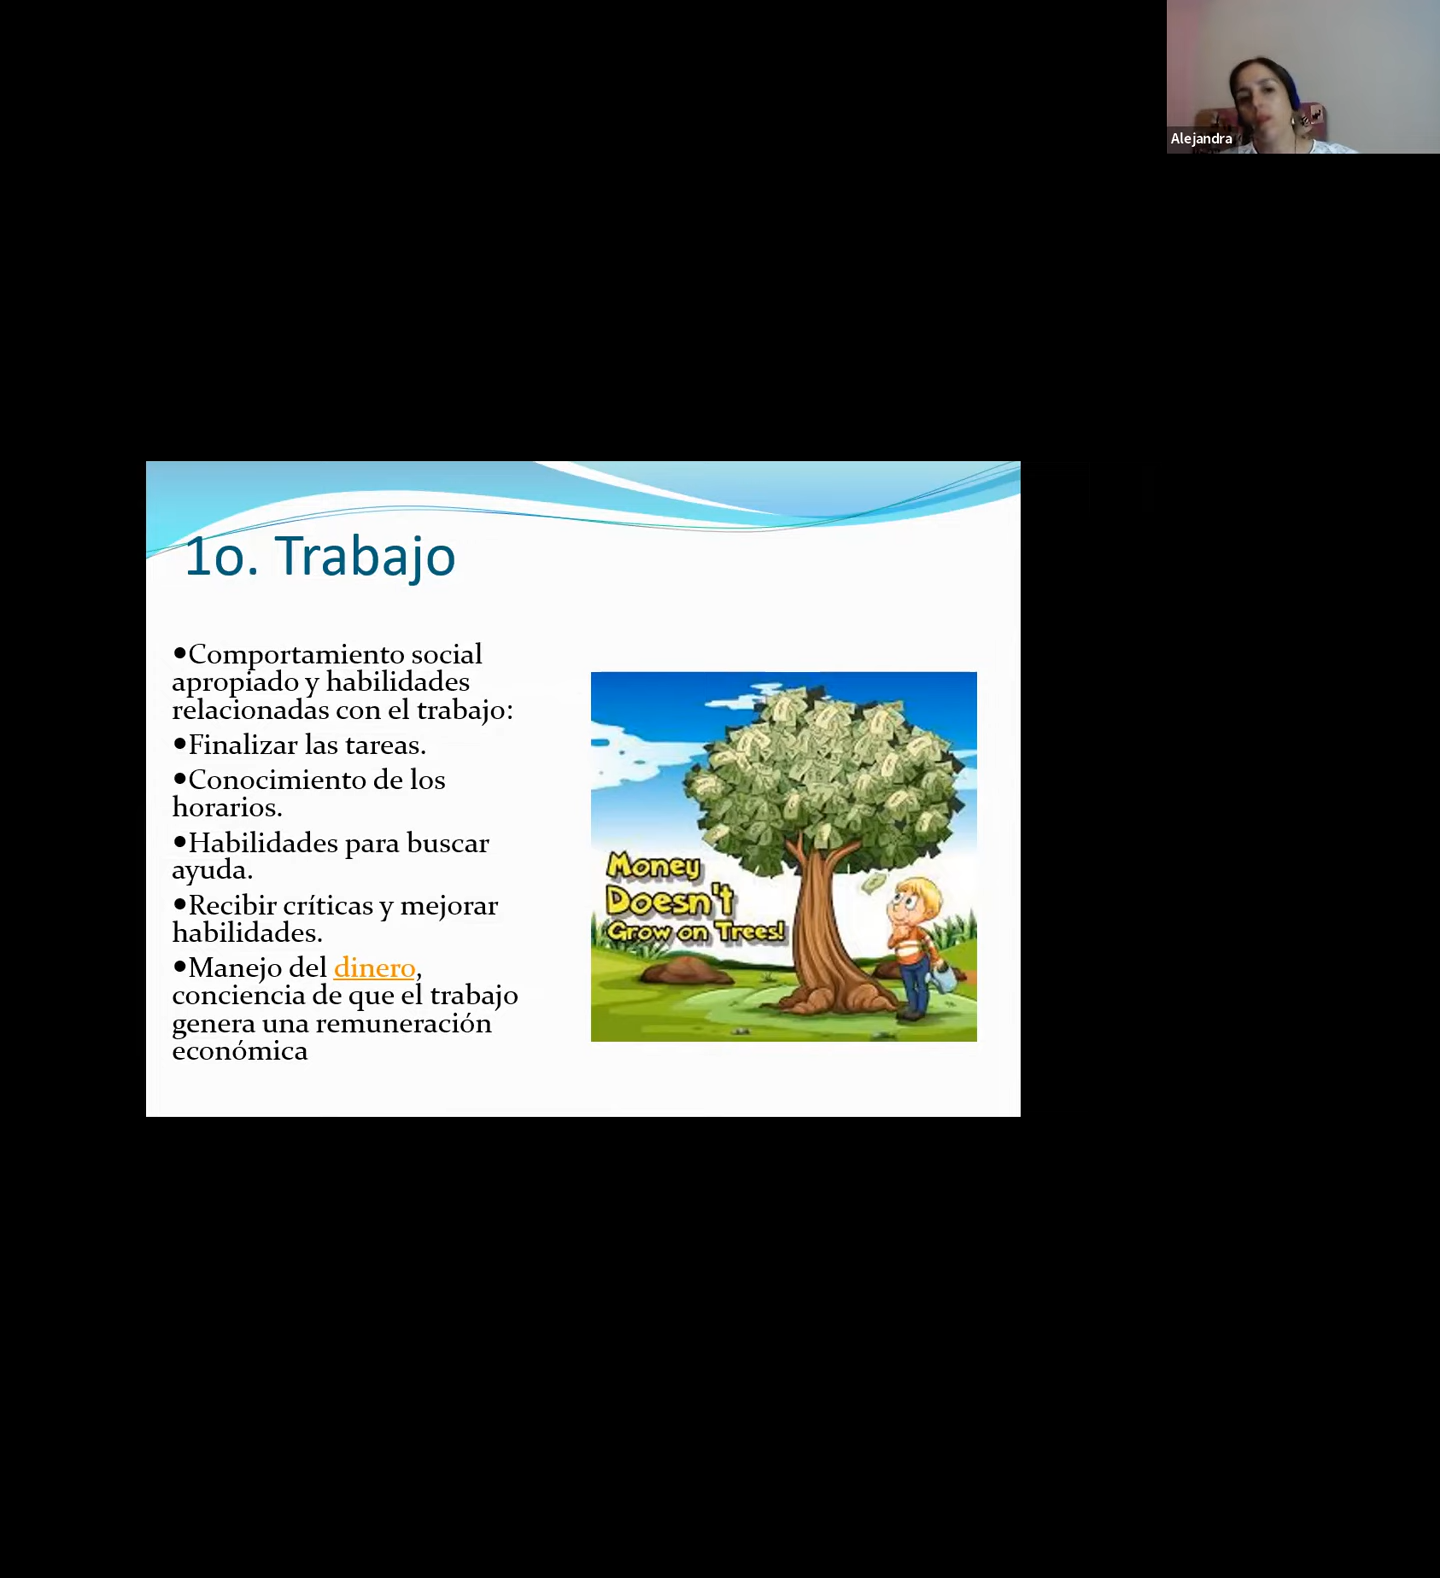 Alejandra
1o. Trabajo
•Comportamiento social
apropiado y habilidades
relacionadas con el trabajo:
•Finalizar las tareas.
•Conocimiento de los
horarios.
•Habilidades para buscar
ayuda.
•Recibir críticas y mejorar
habilidades.
•Manejo del dinero,
conciencia de que el trabajo
genera una remuneración
económica
Money
Doesn't
Grow on Trees!